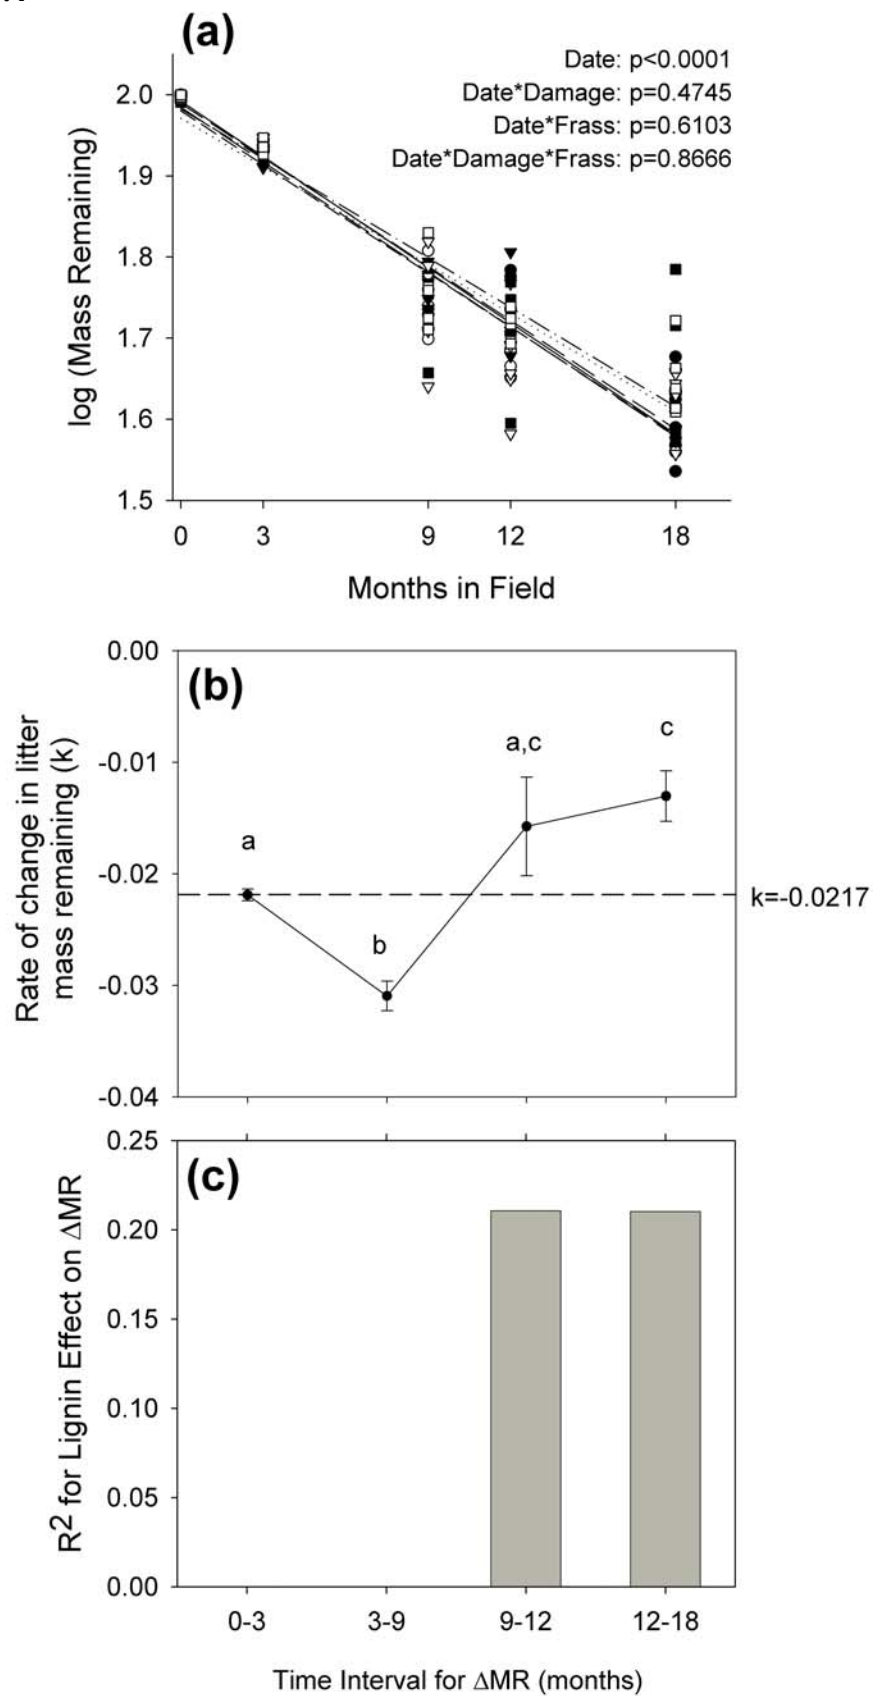 (a)
Date: p<0.0001
Date*Damage: p=0.4745
Date*Frass: p=0.6103
Date*Damage*Frass: p=0.8666
log (Mass Remaining)
2.0
1.9
1.8
1.7
1.6
1.5
0 3 9 12 18
Months in Field
(b)
Rate of change in litter
mass remaining (k)
0.00
-0.01
-0.02
-0.03
-0.04
a
b
a,c
c
k=-0.0217
(c)
R2 for Lignin Effect on ΔMR
0.25
0.20
0.15
0.10
0.05
0.00
0-3 3-9 9-12 12-18
Time Interval for ΔMR (months)